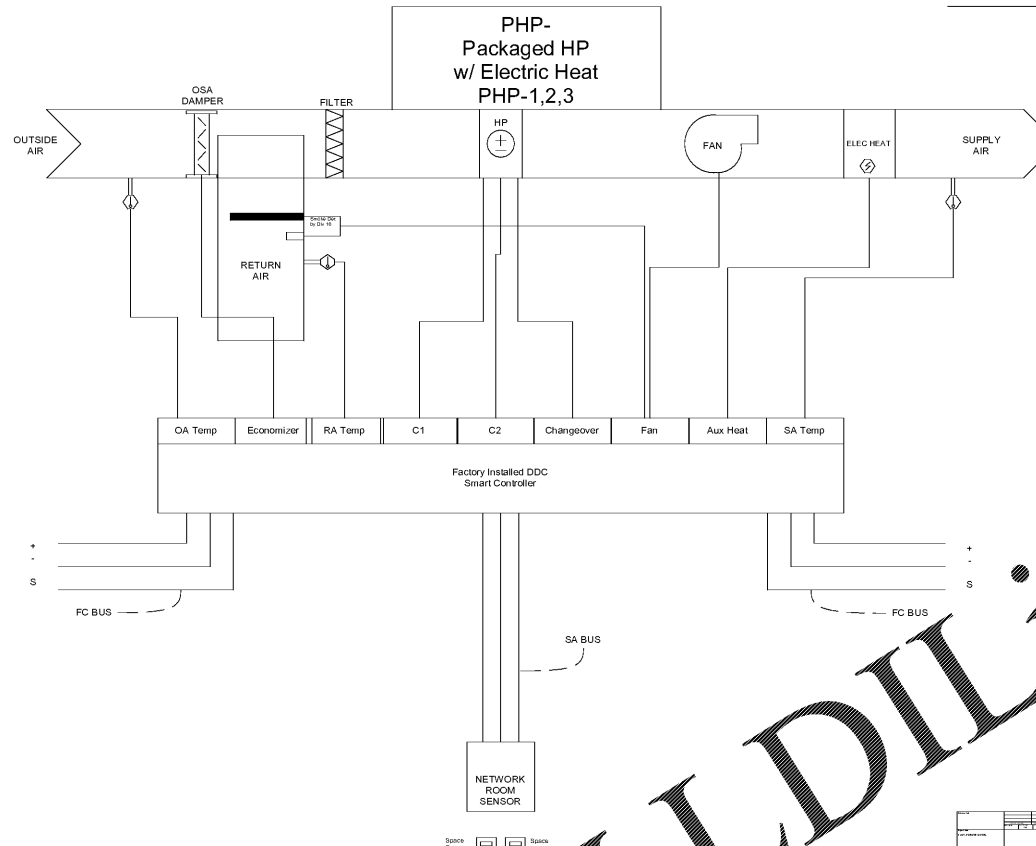 PHP-
Packaged HP
w/ Electric Heat
PHP-1,2,3
OSA
DAMPER
FILTER
HP
OUTSIDE
AIR
FAN
ELEC HEAT
SUPPLY
AIR
Smoke Det
by Div 16
RETURN
AIR
OA Temp
Economizer
RA Temp
C1
C2
Changeover
Fan
Aux Heat
SA Temp
Factory Installed DDC
Smart Controller
+
-
S
FC BUS
+
-
S
FC BUS
SA BUS
NETWORK
ROOM
SENSOR
Space
Space